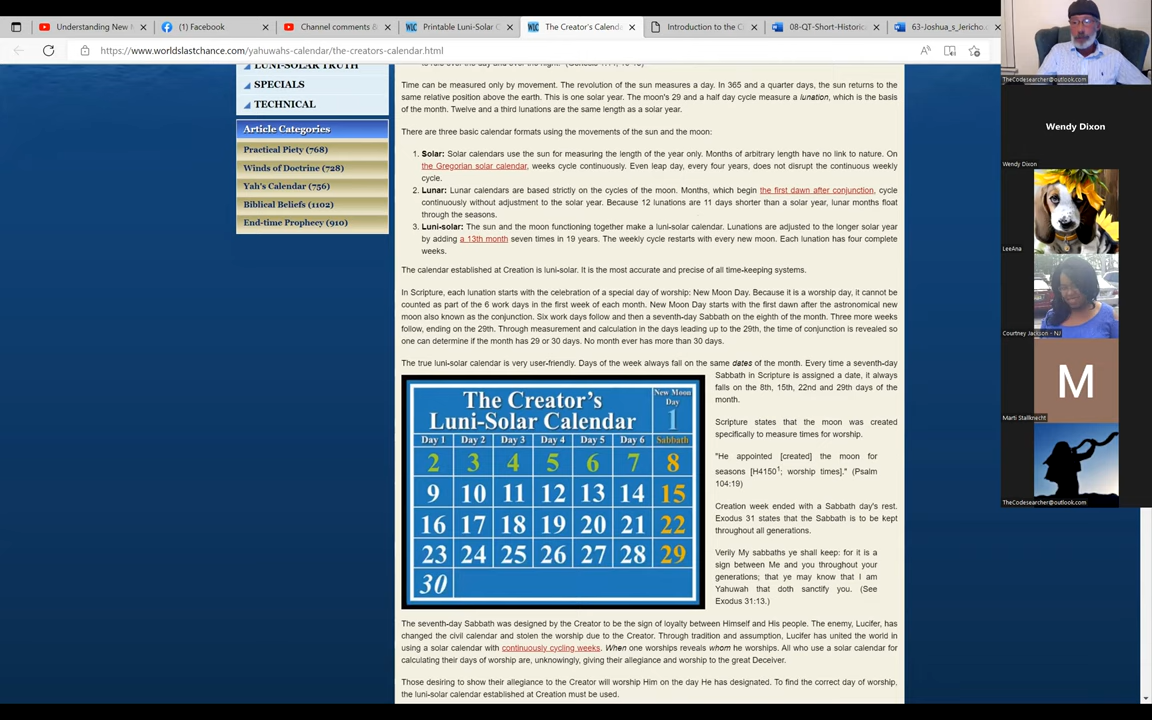 Understanding New
(1) Facebook
Channel comments &
Printable Luni-Solar
The Creator's Calend
Introduction to the C
08-QT-Short-Historic
63-Joshua_s_Jericho
https://www.worldslastchance.com/yahuwahs-calendar/the-creators-calendar.html
LUNI-SOLAR TRUTH
SPECIALS
TECHNICAL
Article Categories
Practical Piety (768)
Winds of Doctrine (728)
Yah's Calendar (756)
Biblical Beliefs (1102)
End-time Prophecy (910)
Time can be measured only by movement. The revolution of the sun measures a day. In 365 and a quarter days, the sun returns to the
same relative position above the earth. This is one solar year. The moon's 29 and a half day cycle measure a lunation, which is the basis
of the month. Twelve and a third lunations are the same length as a solar year.
There are three basic calendar formats using the movements of the sun and the moon:
1. Solar: Solar calendars use the sun for measuring the length of the year only. Months of arbitrary length have no link to nature. On
the Gregorian solar calendar, weeks cycle continuously. Even leap day, every four years, does not disrupt the continuous weekly
cycle.
2. Lunar: Lunar calendars are based strictly on the cycles of the moon. Months, which begin the first dawn after conjunction, cycle
continuously without adjustment to the solar year. Because 12 lunations are 11 days shorter than a solar year, lunar months float
through the seasons.
3. Luni-solar: The sun and the moon functioning together make a luni-solar calendar. Lunations are adjusted to the longer solar year
by adding a 13th month seven times in 19 years. The weekly cycle restarts with every new moon. Each lunation has four complete
weeks.
The calendar established at Creation is luni-solar. It is the most accurate and precise of all time-keeping systems.
In Scripture, each lunation starts with the celebration of a special day of worship: New Moon Day. Because it is a worship day, it cannot be
counted as part of the 6 work days in the first week of each month. New Moon Day starts with the first dawn after the astronomical new
moon also known as the conjunction. Six work days follow and then a seventh-day Sabbath on the eighth of the month. Three more weeks
follow, ending on the 29th. Through measurement and calculation in the days leading up to the 29th, the time of conjunction is revealed so
one can determine if the month has 29 or 30 days. No month ever has more than 30 days.
The true luni-solar calendar is very user-friendly. Days of the week always fall on the same dates of the month. Every time a seventh-day
Sabbath in Scripture is assigned a date, it always
falls on the 8th, 15th, 22nd and 29th days of the
month.
Scripture states that the moon was created
specifically to measure times for worship.
"He appointed [created] the moon for
seasons [H4150¹; worship times]." (Psalm
104:19)
Creation week ended with a Sabbath day's rest.
Exodus 31 states that the Sabbath is to be kept
throughout all generations.
Verily My sabbaths ye shall keep: for it is a
sign between Me and you throughout your
generations; that ye may know that I am
Yahuwah that doth sanctify you. (See
Exodus 31:13.)
The Creator's
Luni-Solar Calendar
New Moon
Day
1
Day 1 Day 2 Day 3 Day 4 Day 5 Day 6 Sabbath
2 3 4 5 6 7 8
9 10 11 12 13 14 15
16 17 18 19 20 21 22
23 24 25 26 27 28 29
30
The seventh-day Sabbath was designed by the Creator to be the sign of loyalty between Himself and His people. The enemy, Lucifer, has
changed the civil calendar and stolen the worship due to the Creator. Through tradition and assumption, Lucifer has united the world in
using a solar calendar with continuously cycling weeks. When one worships reveals whom he worships. All who use a solar calendar for
calculating their days of worship are, unknowingly, giving their allegiance and worship to the great Deceiver.
Those desiring to show their allegiance to the Creator will worship Him on the day He has designated. To find the correct day of worship,
the luni-solar calendar established at Creation must be used.
TheCodesearcher@outlook.com
Wendy Dixon
Wendy Dixon
LeeAna
Courtney Jackson - NJ
M
Marti Stalknecht
TheCodesearcher@outlook.com